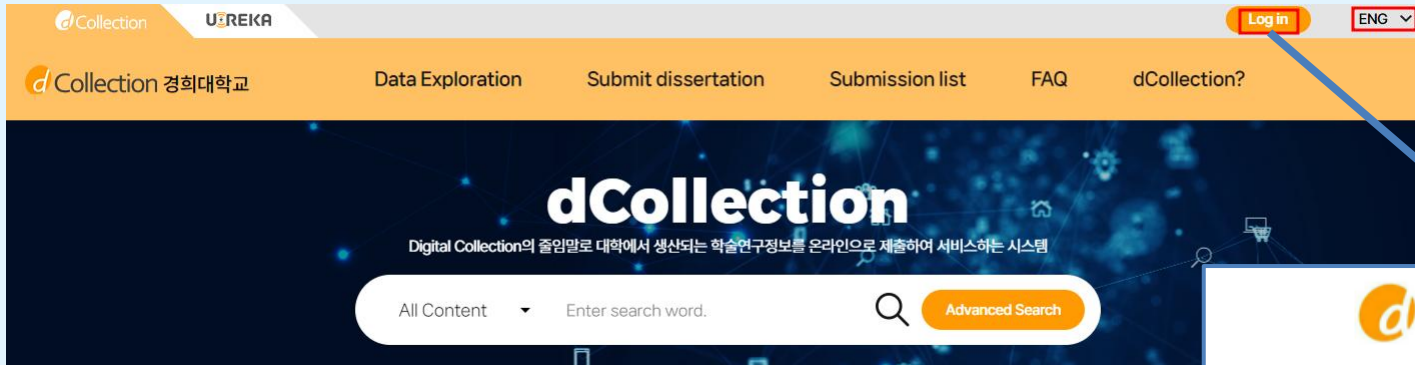 dCollection
UREKA
Log in
ENG
dCollection 경희대학교
Data Exploration
Submit dissertation
Submission list
FAQ
dCollection?
dCollection
Digital Collection의 줄임말로 대학에서 생산되는 학술연구정보를 온라인으로 제출하여 서비스하는 시스템
All Content
Enter search word.
Advanced Search
d